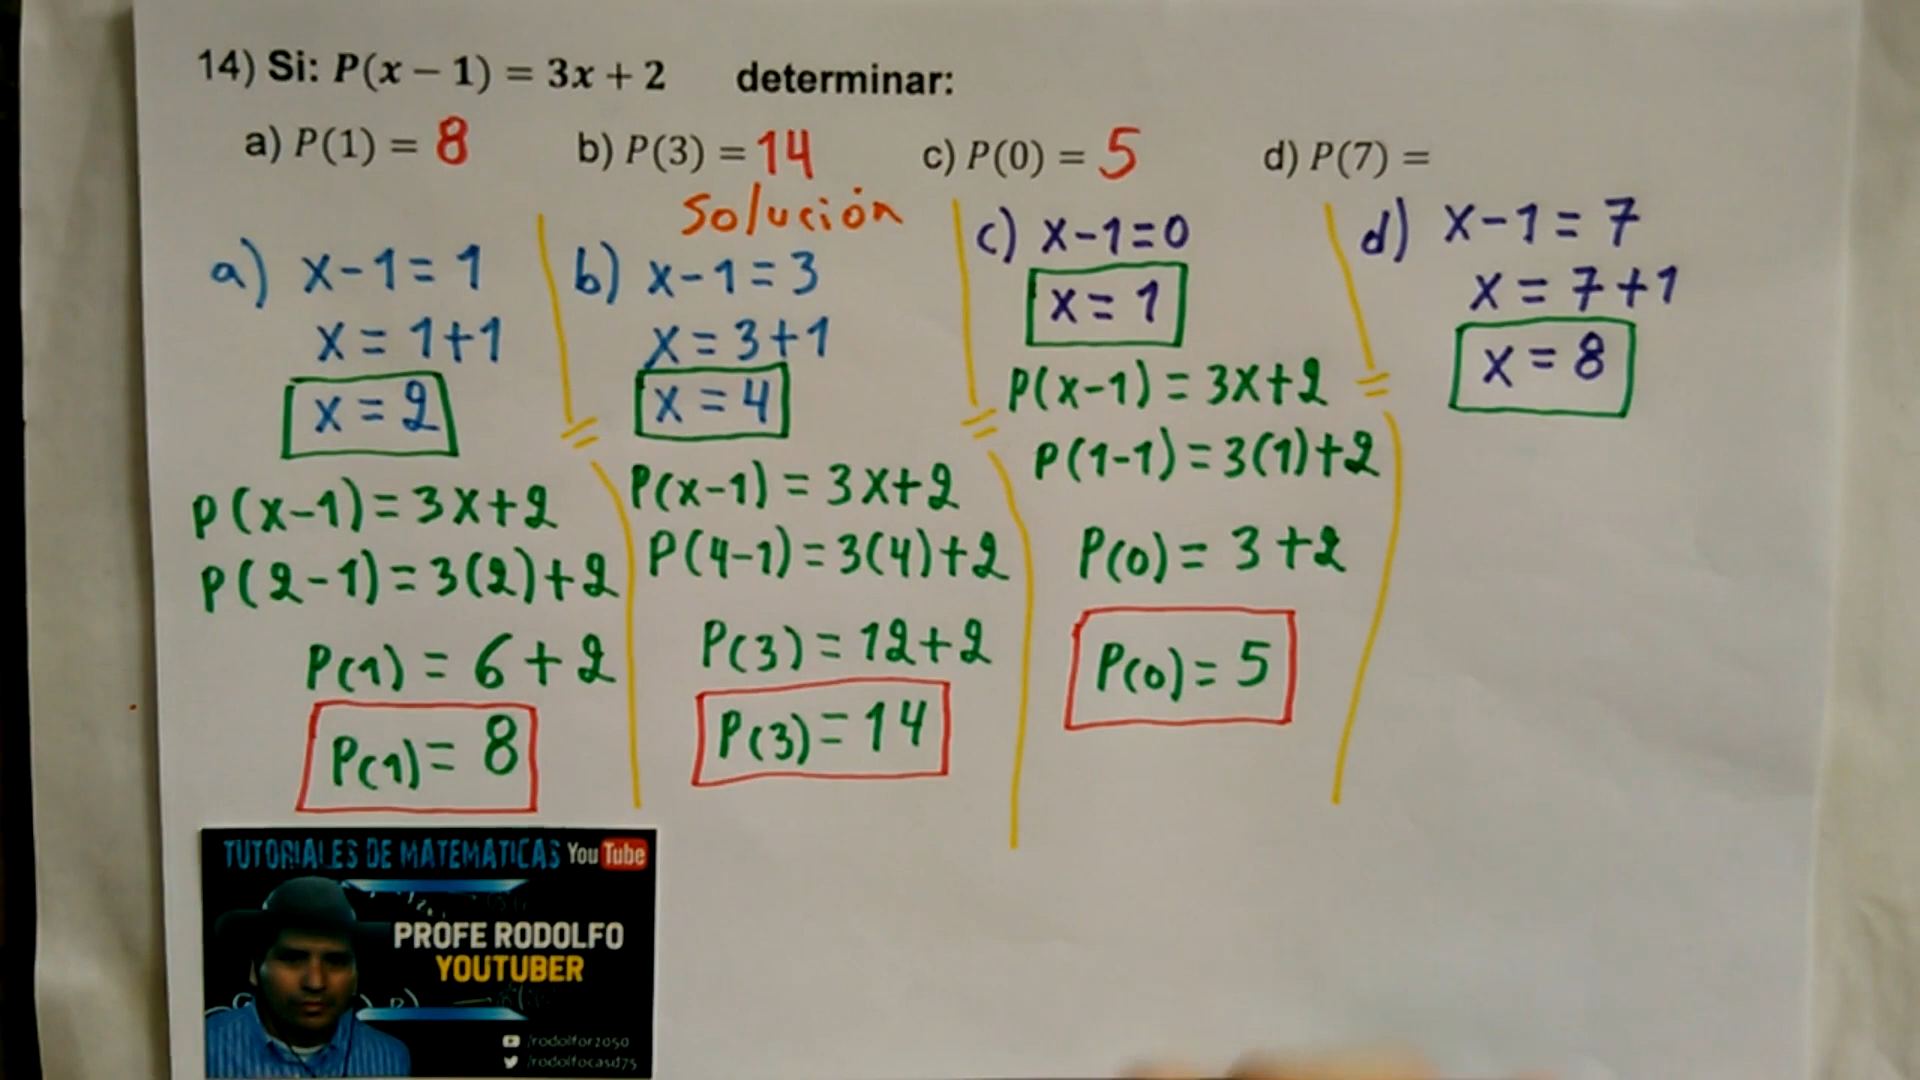 14) Si: P(x − 1) = 3x + 2 determinar:
a) P(1) = 8 b) P(3) = 14 c) P(0) = 5 d) P(7) =
Solución
a) x-1=1
x=1+1
x=2
P(x-1)=3x+2
P(2-1)=3(2)+2
P(1)=6+2
P(1)=8
b) x-1=3
x=3+1
x=4
P(x-1)=3x+2
P(4-1)=3(4)+2
P(3)=12+2
P(3)=14
c) x-1=0
x=1
P(x-1)=3x+2
P(1-1)=3(1)+2
P(0)=3+2
P(0)=5
d) x-1=7
x=7+1
x=8
TUTORIALES DE MATEMATICAS YouTube
PROFE RODOLFO
YOUTUBER
/rodolfor2050
/rodolfocasd75